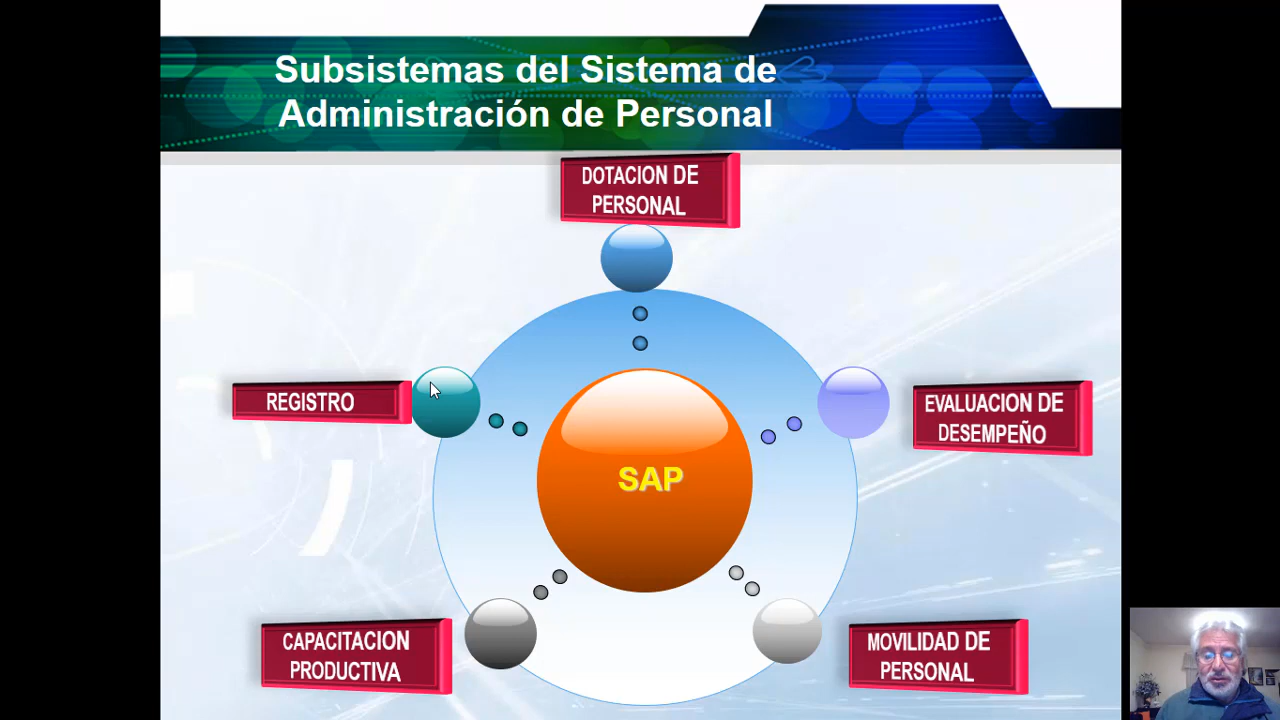 Subsistemas del Sistema de
Administración de Personal
DOTACION DE
PERSONAL
REGISTRO
EVALUACION DE
DESEMPEÑO
SAP
CAPACITACION
PRODUCTIVA
MOVILIDAD DE
PERSONAL